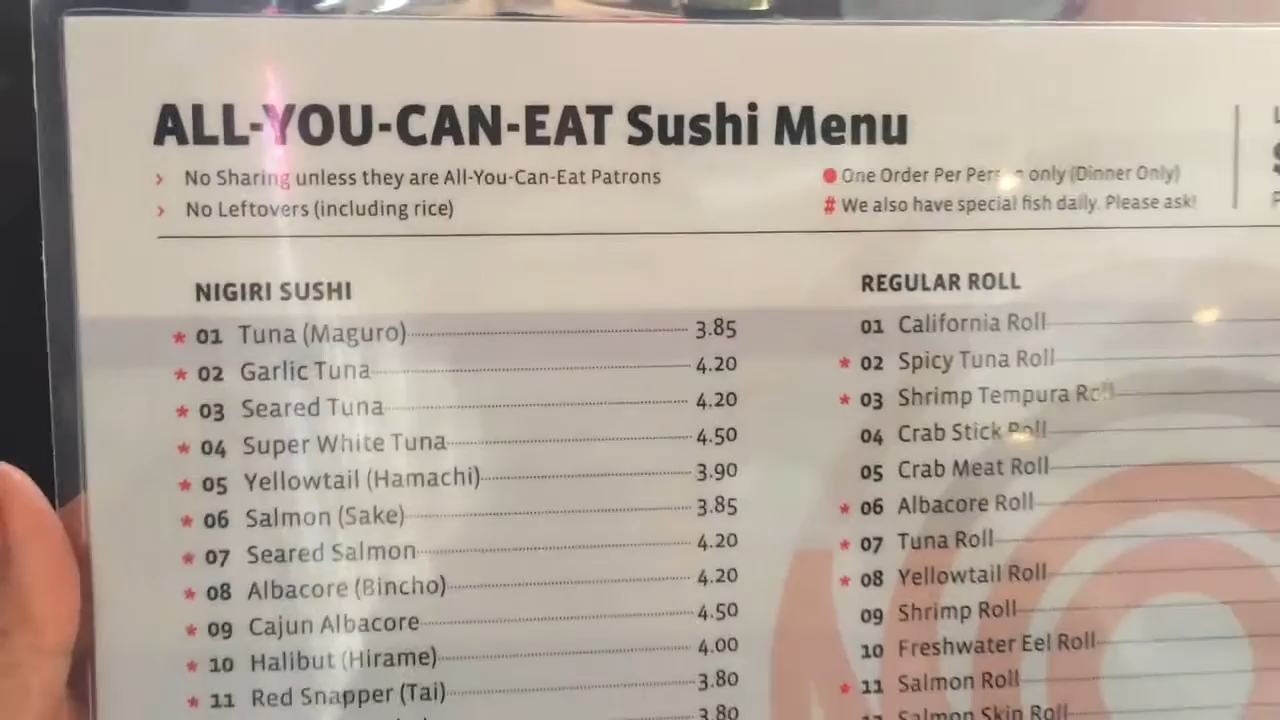 ALL-YOU-CAN-EAT Sushi Menu
› No Sharing unless they are All-You-Can-Eat Patrons
› No Leftovers (including rice)
One Order Per Person only (Dinner Only)
# We also have special fish daily. Please ask!
NIGIRI SUSHI
* 01 Tuna (Maguro) 3.85
* 02 Garlic Tuna 4.20
* 03 Seared Tuna 4.20
* 04 Super White Tuna 4.50
* 05 Yellowtail (Hamachi) 3.90
* 06 Salmon (Sake) 3.85
* 07 Seared Salmon 4.20
* 08 Albacore (Bincho) 4.20
* 09 Cajun Albacore 4.50
* 10 Halibut (Hirame) 4.00
* 11 Red Snapper (Tai) 3.80
3.80
REGULAR ROLL
01 California Roll
* 02 Spicy Tuna Roll
* 03 Shrimp Tempura Roll
04 Crab Stick Roll
05 Crab Meat Roll
* 06 Albacore Roll
* 07 Tuna Roll
* 08 Yellowtail Roll
09 Shrimp Roll
10 Freshwater Eel Roll
* 11 Salmon Roll
Salmon Skin Roll